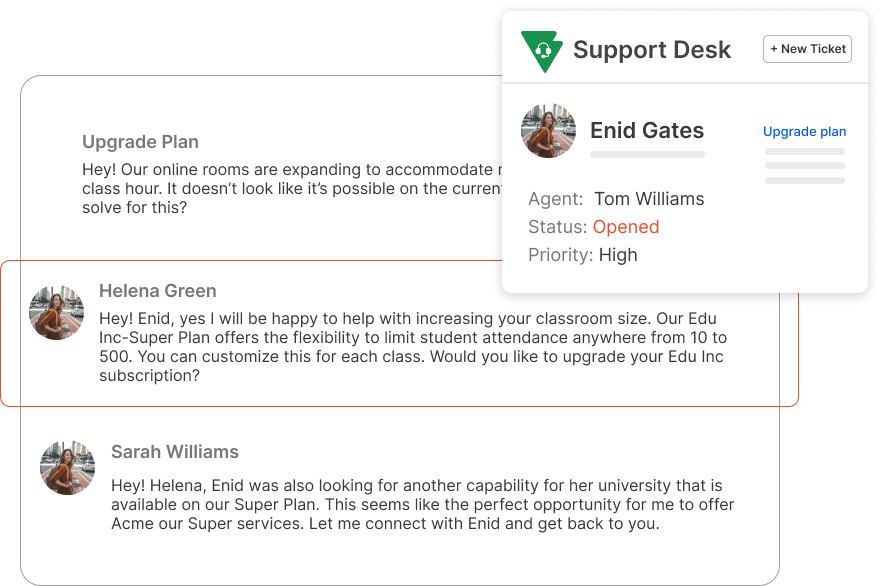 Support Desk
+ New Ticket
Enid Gates
Upgrade plan
Agent: Tom Williams
Status: Opened
Priority: High
Upgrade Plan
Hey! Our online rooms are expanding to accommodate
class hour. It doesn’t look like it’s possible on the current
solve for this?
Helena Green
Hey! Enid, yes I will be happy to help with increasing your classroom size. Our Edu
Inc-Super Plan offers the flexibility to limit student attendance anywhere from 10 to
500. You can customize this for each class. Would you like to upgrade your Edu Inc
subscription?
Sarah Williams
Hey! Helena, Enid was also looking for another capability for her university that is
available on our Super Plan. This seems like the perfect opportunity for me to offer
Acme our Super services. Let me connect with Enid and get back to you.